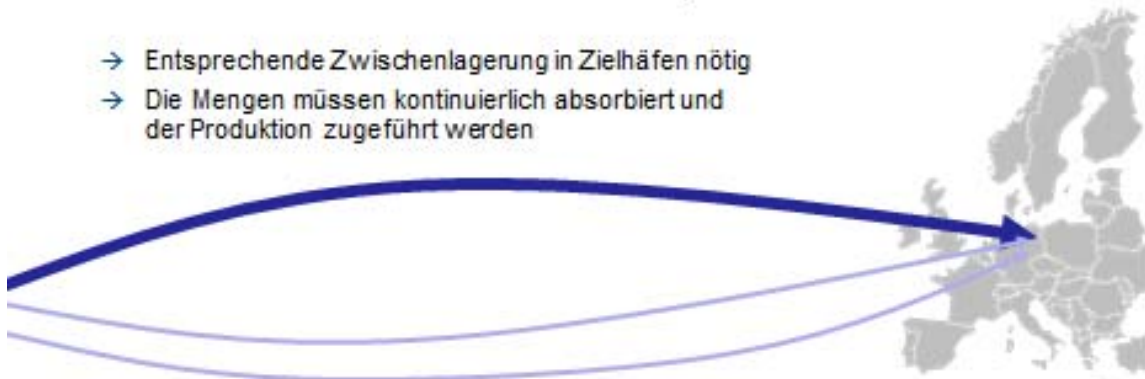 → Entsprechende Zwischenlagerung in Zielhäfen nötig
→ Die Mengen müssen kontinuierlich absorbiert und
der Produktion zugeführt werden